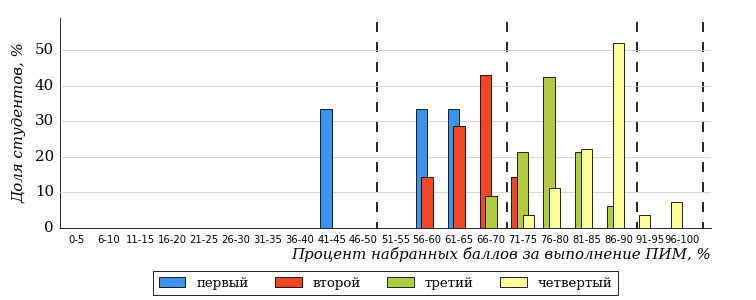 Доля студентов, %
50
40
30
20
10
0
0-5 6-10 11-15 16-20 21-25 26-30 31-35 36-40 41-45 46-50 51-55 56-60 61-65 66-70 71-75 76-80 81-85 86-90 91-95 96-100
Процент набранных баллов за выполнение ПИМ, %
первый второй третий четвертый